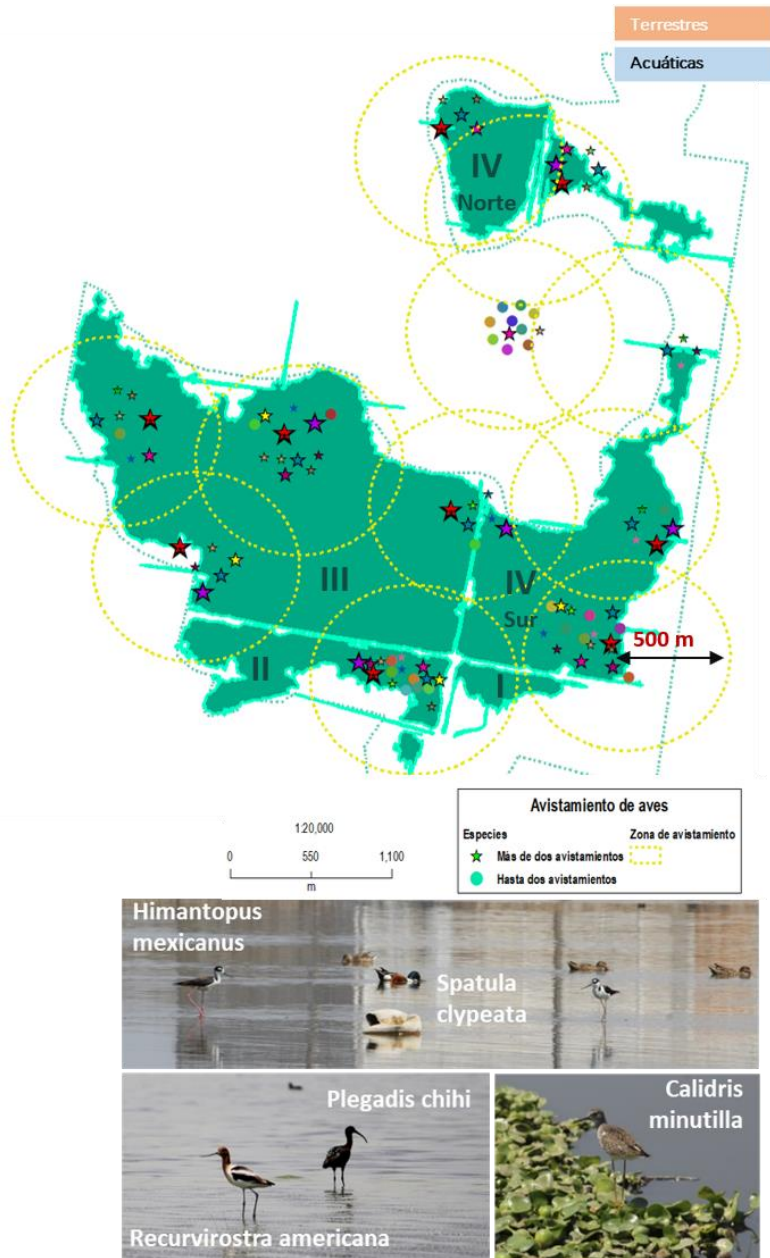 Terrestres
Acuáticas
IV
Norte
III
IV
Sur
500 m
II
I
1:20,000
0 550 1,100
m
Avistamiento de aves
Especies Zona de avistamiento
Más de dos avistamientos
Hasta dos avistamientos
Himantopus
mexicanus
Spatula
clypeata
Plegadis chihi
Recurvirostra americana
Calidris
minutilla